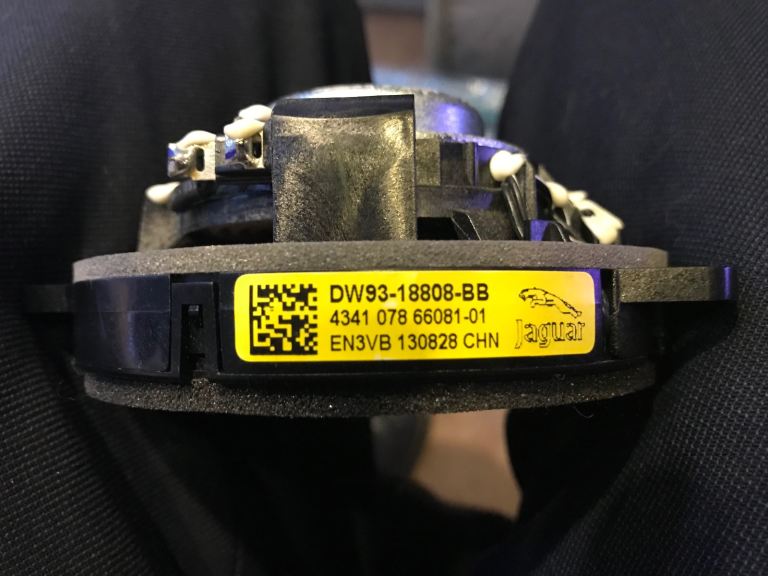 DW93-18808-BB
4341 078 66081-01
EN3VB 130828 CHN
Jaguar